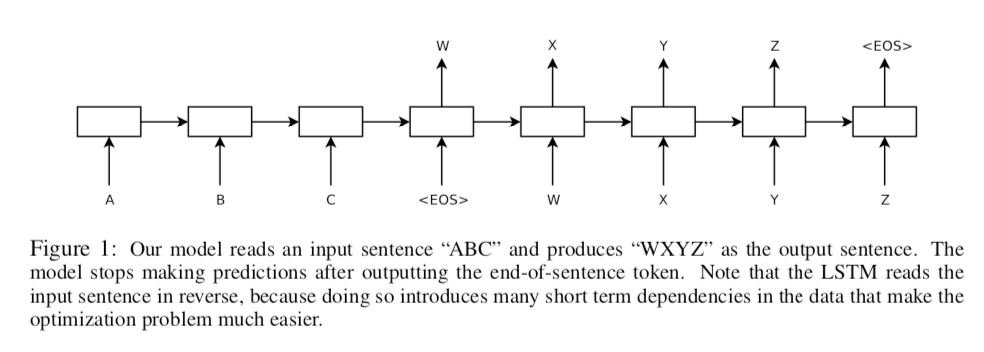 W X Y Z <EOS>
A B C <EOS> W X Y Z
Figure 1: Our model reads an input sentence “ABC” and produces “WXYZ” as the output sentence. The
model stops making predictions after outputting the end-of-sentence token. Note that the LSTM reads the
input sentence in reverse, because doing so introduces many short term dependencies in the data that make the
optimization problem much easier.